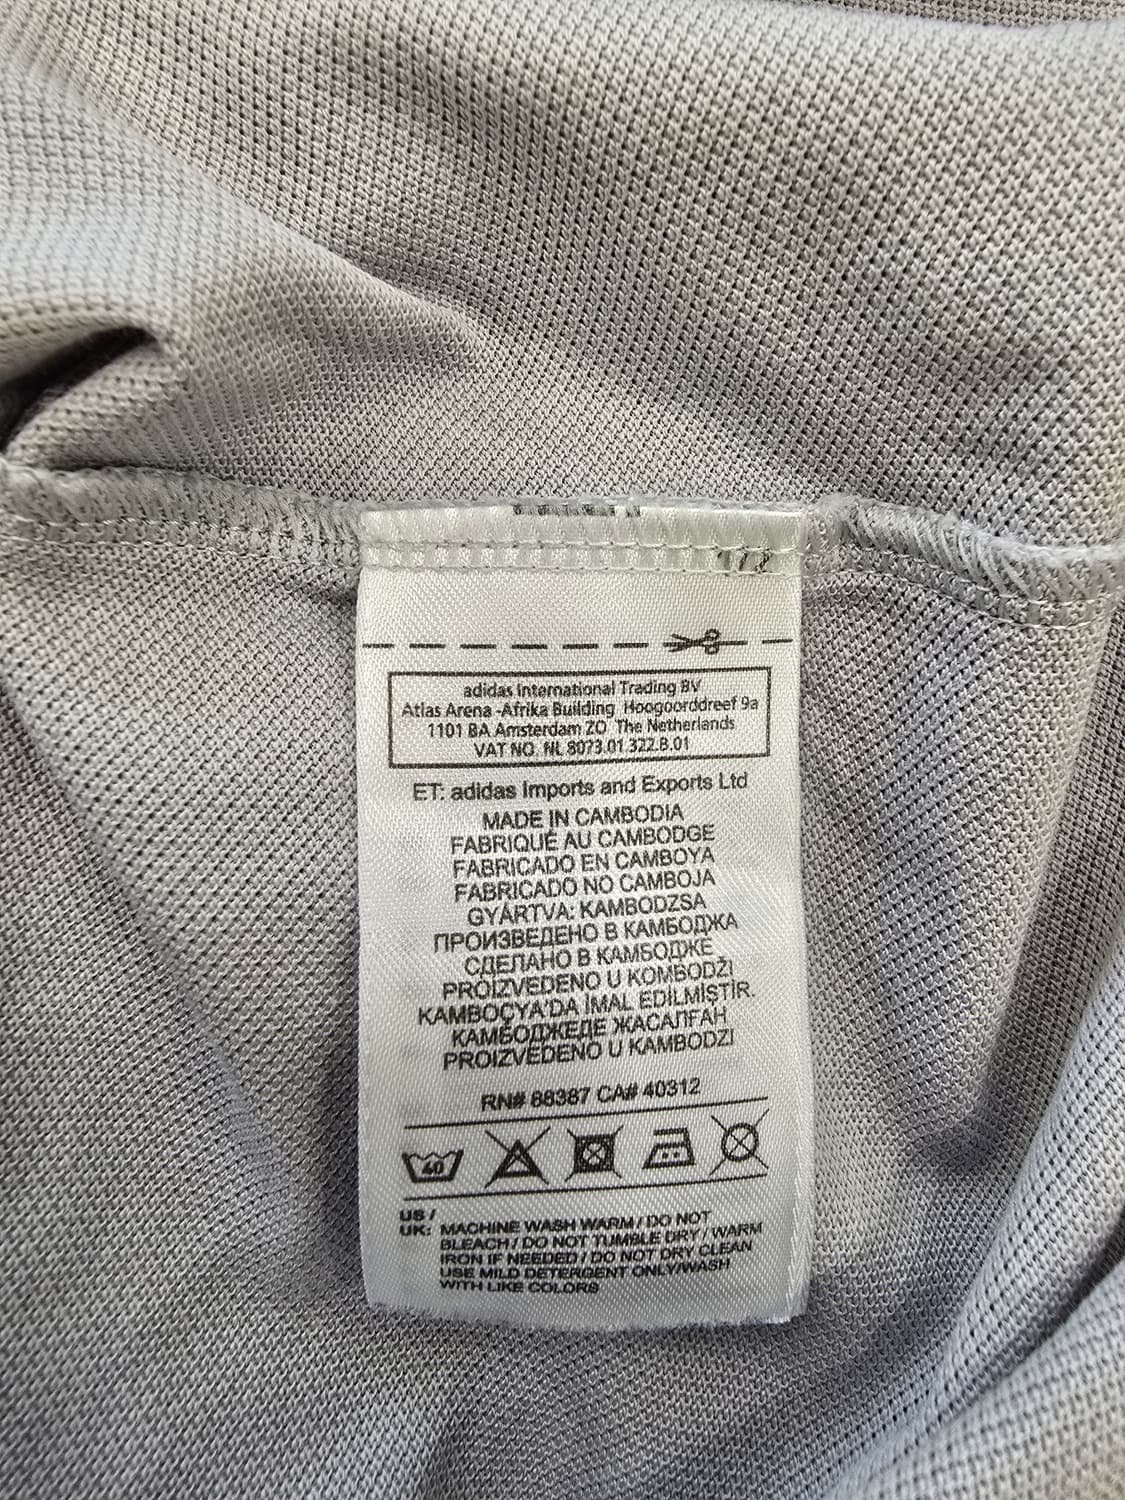 adidas International Trading BV
Atlas Arena -Afrika Building Hoogoorddreef 9a
1101 BA Amsterdam ZO The Netherlands
VAT NO. NL 8073.01.322.B.01
ET: adidas Imports and Exports Ltd
MADE IN CAMBODIA
FABRIQUÉ AU CAMBODGE
FABRICADO EN CAMBOYA
FABRICADO NO CAMBOJA
GYÁRTVA: KAMBODZSA
ПРОИЗВЕДЕНО В КАМБОДЖА
СДЕЛАНО В КАМБОДЖЕ
PROIZVEDENO U KOMBODŽI
KAMBOÇYA'DA İMAL EDİLMİŞTİR.
КАМБОДЖЕДЕ ЖАСАЛҒАН
PROIZVEDENO U KAMBODZI
RN# 88387 CA# 40312
40
US /
UK: MACHINE WASH WARM / DO NOT
BLEACH / DO NOT TUMBLE DRY / WARM
IRON IF NEEDED / DO NOT DRY CLEAN
USE MILD DETERGENT ONLY/WASH
WITH LIKE COLORS